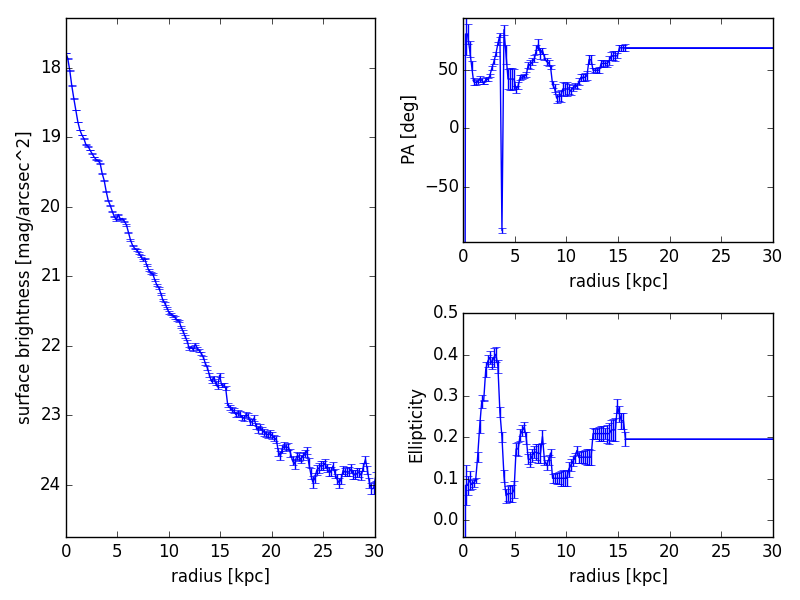 surface brightness [mag/arcsec^2]
18
19
20
21
22
23
24
0 5 10 15 20 25 30
radius [kpc]
PA [deg]
50
0
−50
0 5 10 15 20 25 30
radius [kpc]
Ellipticity
0.5
0.4
0.3
0.2
0.1
0.0
0 5 10 15 20 25 30
radius [kpc]